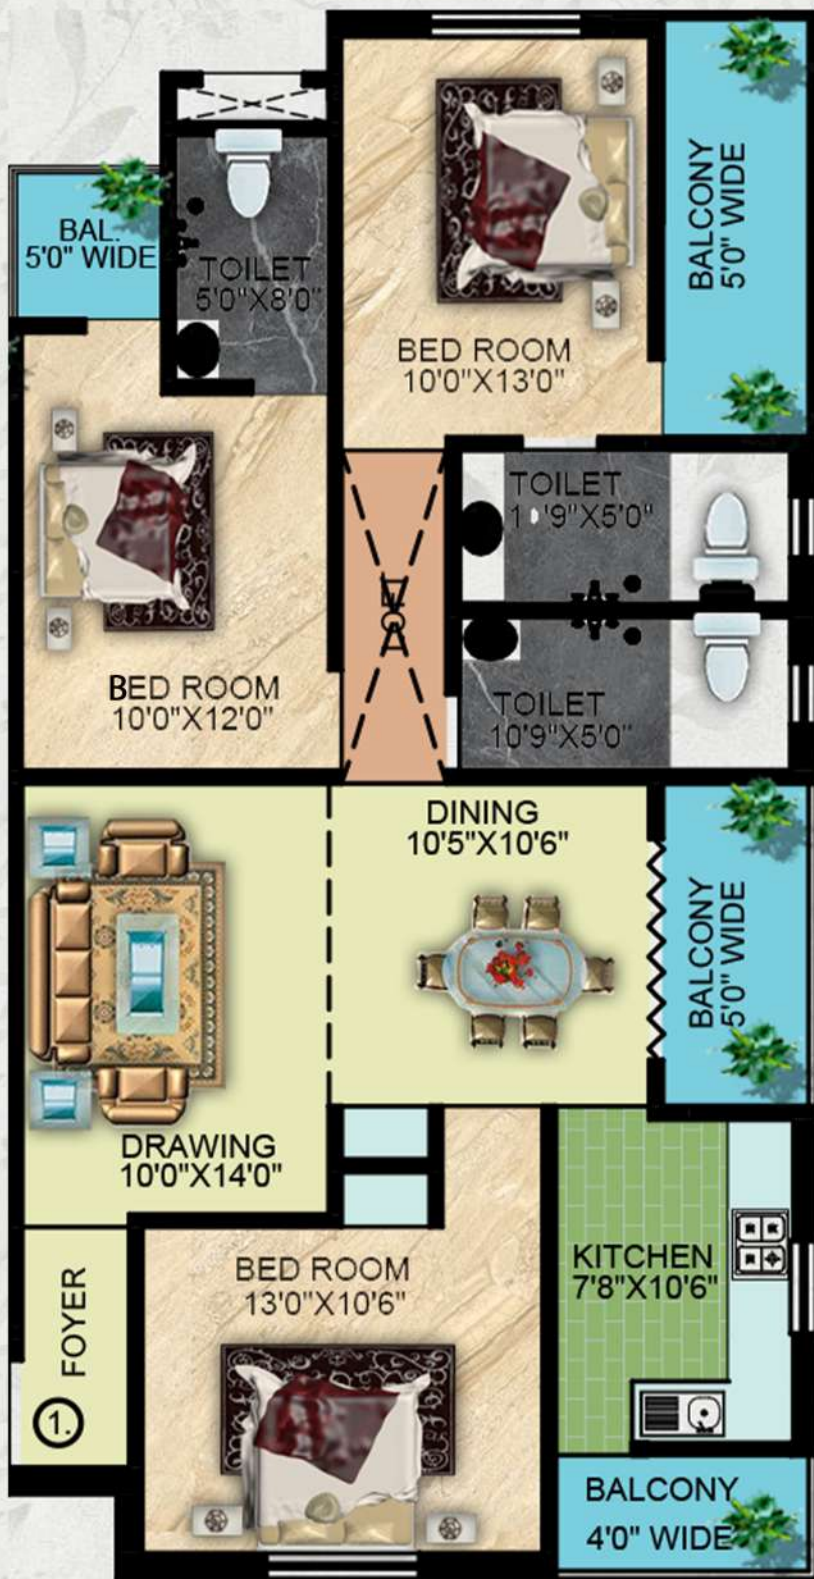 BALCONY
5'0" WIDE
BAL.
5'0" WIDE
TOILET
5'0"X8'0"
BED ROOM
10'0"X13'0"
TOILET
'9"X5'0"
BED ROOM
10'0"X12'0"
TOILET
10'9"X5'0"
DINING
10'5"X10'6"
BALCONY
5'0" WIDE
DRAWING
10'0"X14'0"
BED ROOM
13'0"X10'6"
KITCHEN
7'8"X10'6"
FOYER
1.
BALCONY
4'0" WIDE